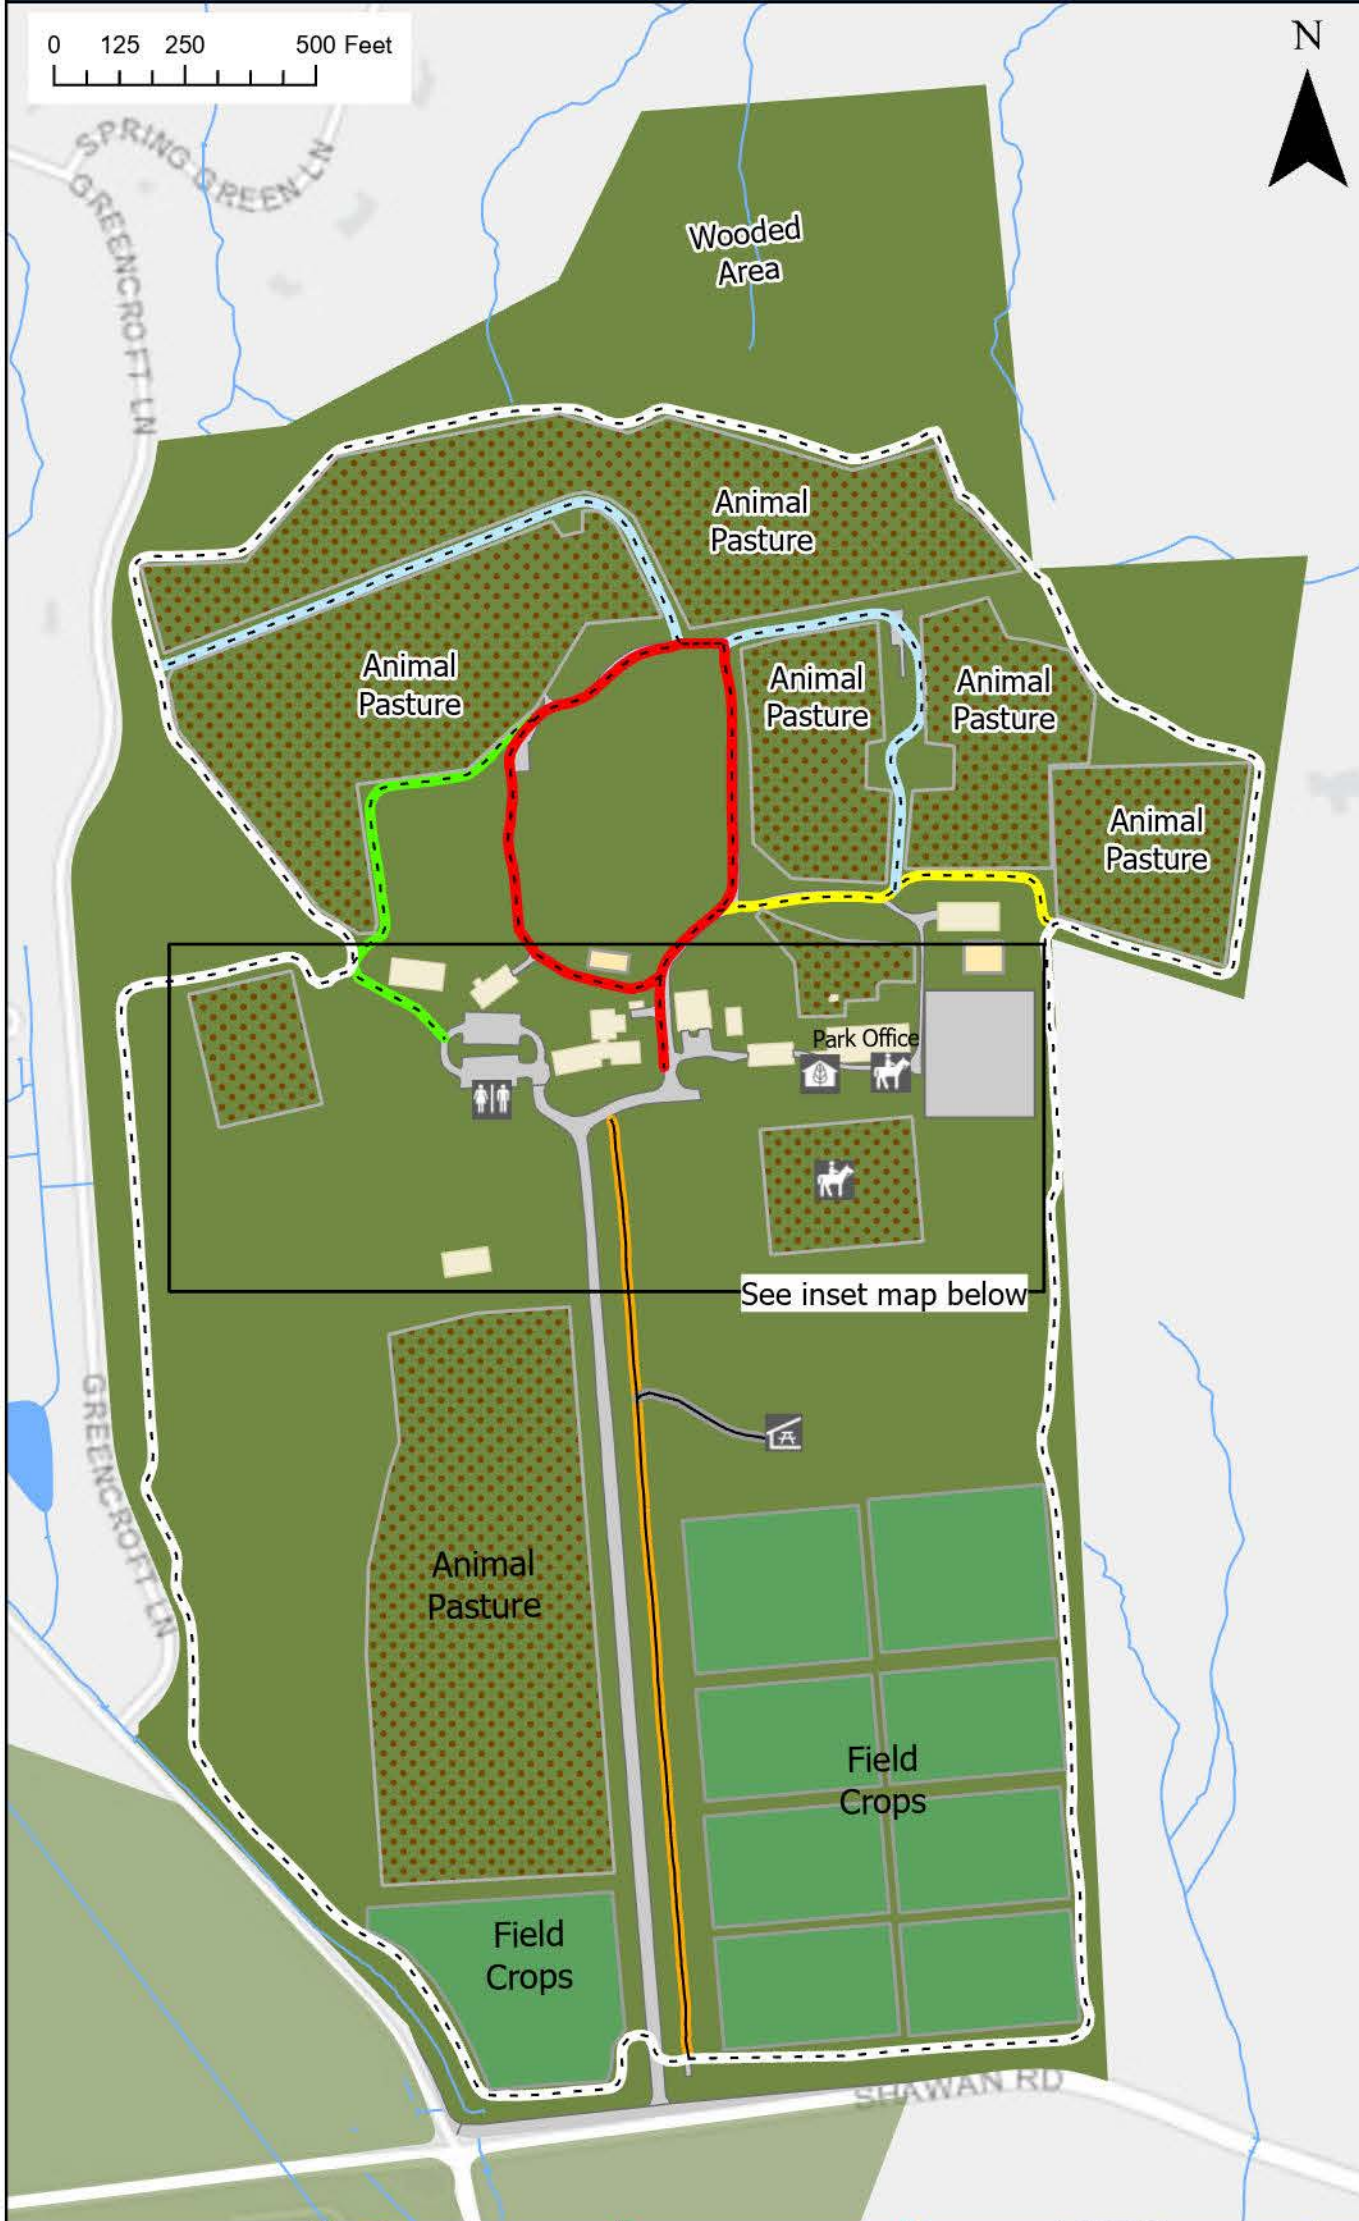 0 125 250 500 Feet
N
SPRING GREEN LN
GREENCROFT LN
Wooded
Area
Animal
Pasture
Animal
Pasture
Animal
Pasture
Animal
Pasture
Animal
Pasture
Park Office
See inset map below
GREENCROFT LN
Animal
Pasture
Field
Crops
Field
Crops
SHAWAN RD